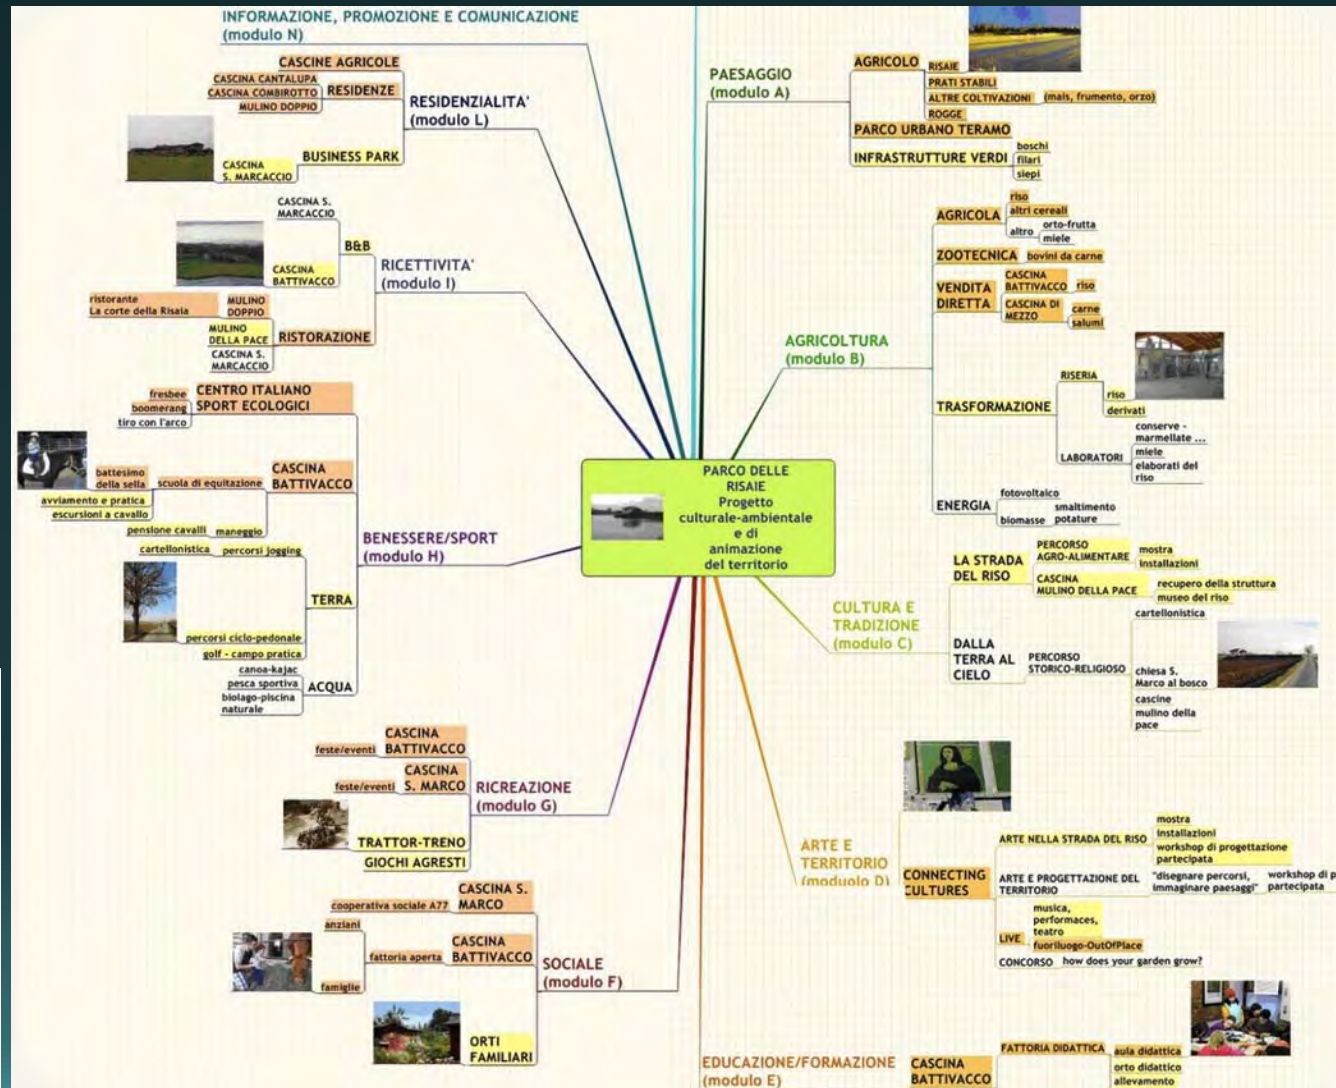 INFORMAZIONE, PROMOZIONE E COMUNICAZIONE
(modulo N)
CASCINE AGRICOLE
CASCINA CANTALUPA
CASCINA COMBIROTTO
MULINO DOPPIO
RESIDENZE
RESIDENZIALITA'
(modulo L)
BUSINESS PARK
CASCINA
S. MARCACCIO
CASCINA S.
MARCACCIO
B&B
CASCINA
BATTIVACCO
RICETTIVITA'
(modulo I)
ristorante
La corte della Risaia
MULINO
DOPPIO
MULINO
DELLA PACE
CASCINA S.
MARCACCIO
RISTORAZIONE
fresbee
boomerang
tiro con l'arco
CENTRO ITALIANO
SPORT ECOLOGICI
battesimo
della sella
avviamento e pratica
escursioni a cavallo
scuola di equitazione
pensione cavalli
maneggio
CASCINA
BATTIVACCO
BENESSERE/SPORT
(modulo H)
cartellonistica
percorsi jogging
TERRA
percorsi ciclo-pedonale
golf - campo pratica
canoa-kajac
pesca sportiva
biolago-piscina
naturale
ACQUA
feste/eventi
CASCINA
BATTIVACCO
feste/eventi
CASCINA
S. MARCO
TRATTOR-TRENO
GIOCHI AGRESTI
RICREAZIONE
(modulo G)
cooperativa sociale A77
CASCINA S.
MARCO
anziani
famiglie
fattoria aperta
CASCINA
BATTIVACCO
ORTI
FAMILIARI
SOCIALE
(modulo F)
PARCO DELLE
RISAIE
Progetto
culturale-ambientale
e di
animazione
del territorio
PAESAGGIO
(modulo A)
AGRICOLO
RISAIE
PRATI STABILI
ALTRE COLTIVAZIONI
(mais, frumento, orzo)
ROGGE
PARCO URBANO TERAMO
INFRASTRUTTURE VERDI
boschi
filari
siepi
AGRICOLTURA
(modulo B)
AGRICOLA
riso
altri cereali
altro
orto-frutta
miele
ZOOTECNICA
bovini da carne
VENDITA
DIRETTA
CASCINA
BATTIVACCO
riso
CASCINA DI
MEZZO
carne
salumi
TRASFORMAZIONE
RISERIA
riso
derivati
LABORATORI
conserve -
marmellate ...
miele
elaborati del
riso
ENERGIA
fotovoltaico
biomasse
smaltimento
potature
CULTURA E
TRADIZIONE
(modulo C)
LA STRADA
DEL RISO
PERCORSO
AGRO-ALIMENTARE
mostra
installazioni
CASCINA
MULINO DELLA PACE
recupero della struttura
museo del riso
DALLA
TERRA AL
CIELO
PERCORSO
STORICO-RELIGIOSO
cartellonistica
chiesa S.
Marco al bosco
cascine
mulino della
pace
ARTE E
TERRITORIO
(moduolo D)
CONNECTING
CULTURES
ARTE NELLA STRADA DEL RISO
mostra
installazioni
workshop di progettazione
partecipata
ARTE E PROGETTAZIONE DEL
TERRITORIO
"disegnare percorsi,
immaginare paesaggi"
workshop di p
partecipata
LIVE
musica,
performaces,
teatro
fuoriluogo-OutOfPlace
CONCORSO
how does your garden grow?
EDUCAZIONE/FORMAZIONE
(modulo E)
CASCINA
BATTIVACCO
FATTORIA DIDATTICA
aula didattica
orto didattico
allevamento